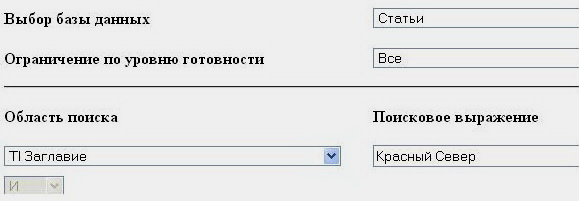 Выбор базы данных Статьи
Ограничение по уровню готовности Все
Область поиска Поисковое выражение
TI Заглавие Красный Север
И